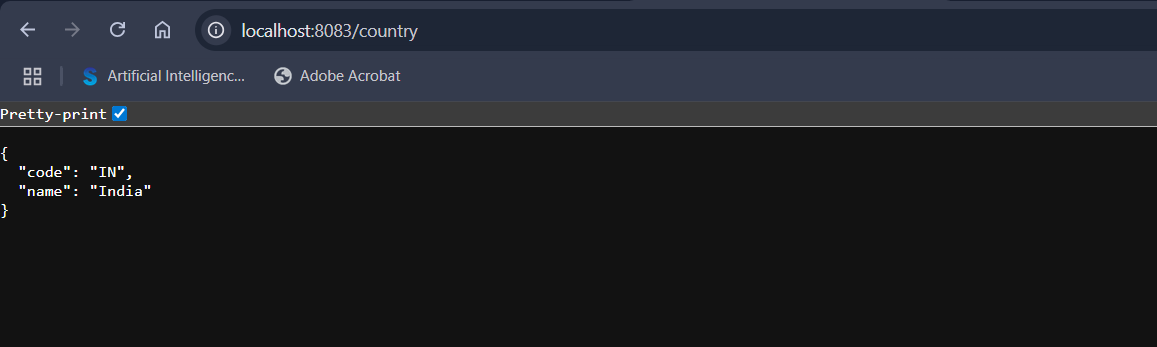 localhost:8083/country
Artificial Intelligenc... Adobe Acrobat
Pretty-print
{
  "code": "IN",
  "name": "India"
}